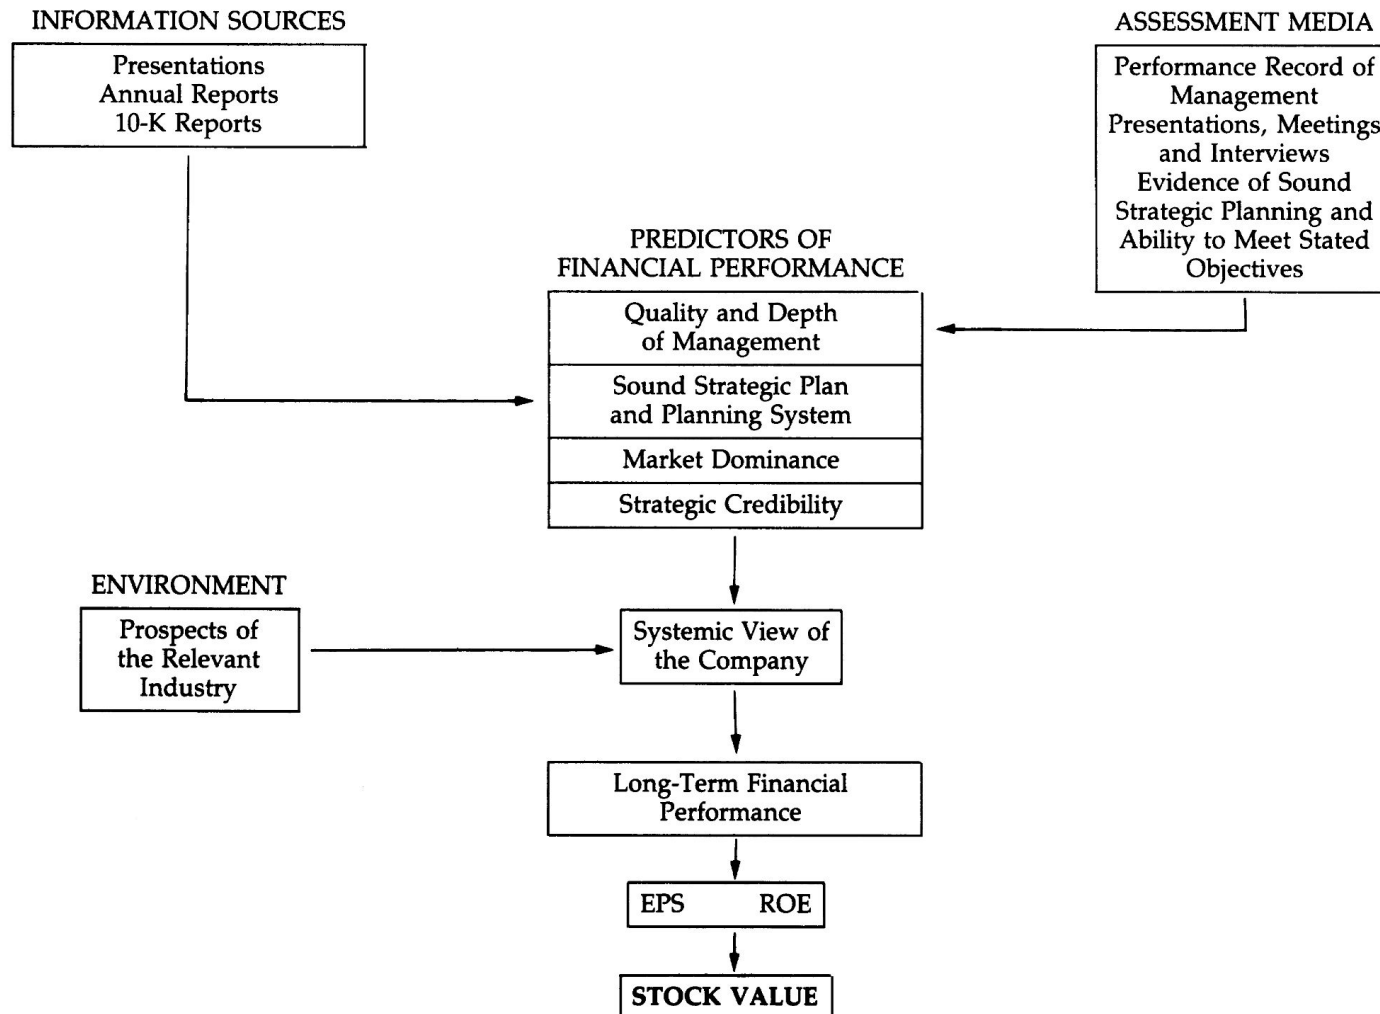 INFORMATION SOURCES
Presentations
Annual Reports
10-K Reports
ASSESSMENT MEDIA
Performance Record of
Management
Presentations, Meetings
and Interviews
Evidence of Sound
Strategic Planning and
Ability to Meet Stated
Objectives
PREDICTORS OF
FINANCIAL PERFORMANCE
Quality and Depth
of Management
Sound Strategic Plan
and Planning System
Market Dominance
Strategic Credibility
ENVIRONMENT
Prospects of
the Relevant
Industry
Systemic View of
the Company
Long-Term Financial
Performance
EPS ROE
STOCK VALUE